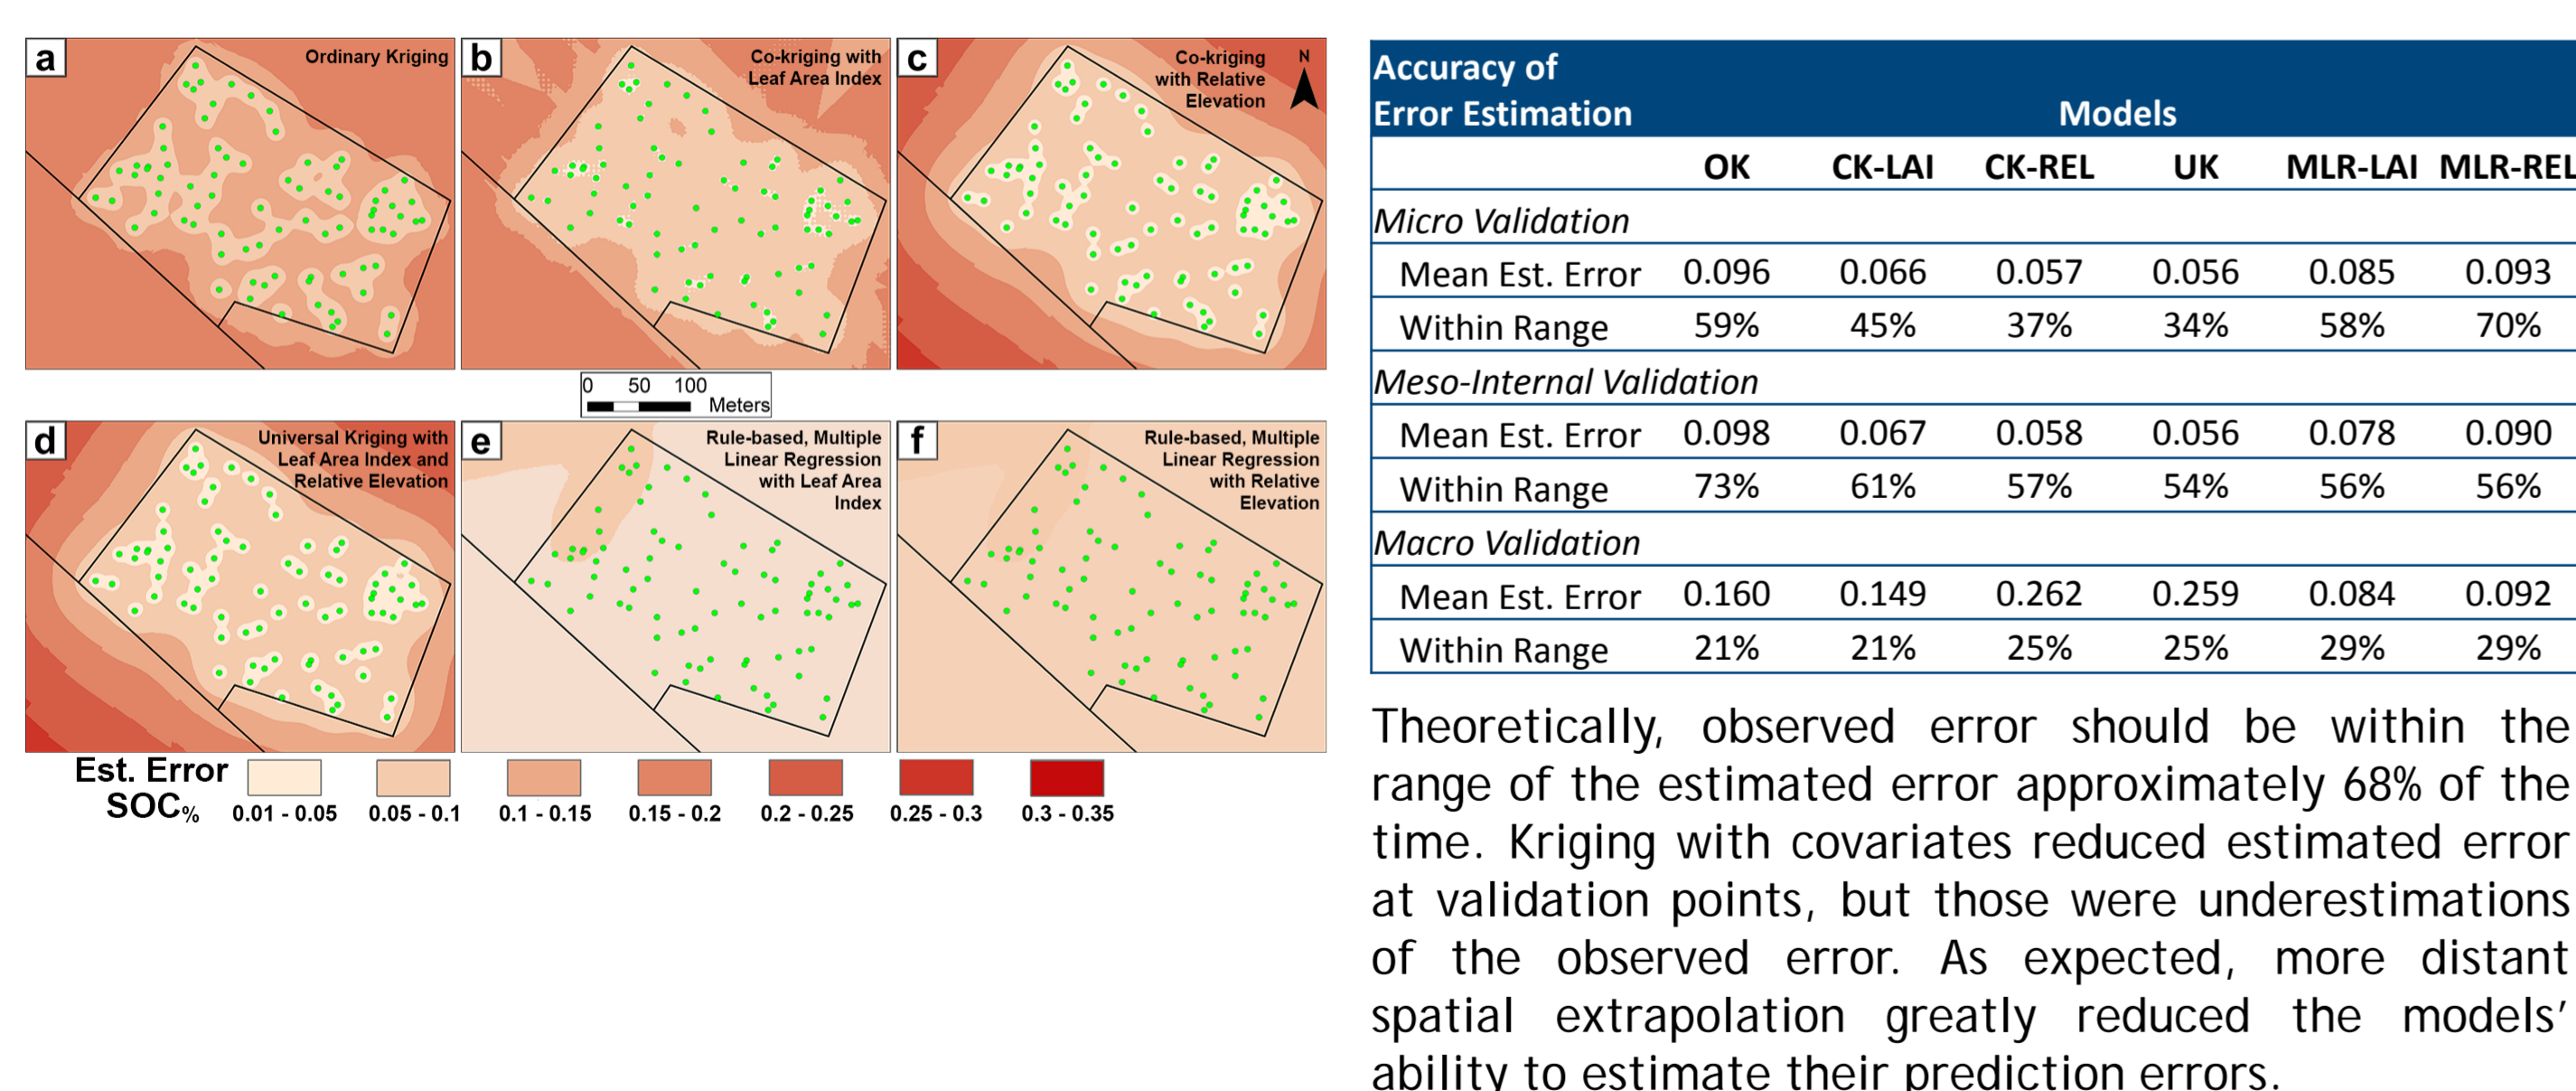 a
Ordinary Kriging
b
Co-kriging with
Leaf Area Index
c
Co-kriging
with Relative
Elevation
N
0 50 100
Meters
d
Universal Kriging with
Leaf Area Index and
Relative Elevation
e
Rule-based, Multiple
Linear Regression
with Leaf Area
Index
f
Rule-based, Multiple
Linear Regression
with Relative
Elevation
Est. Error
SOC%
0.01 - 0.05 0.05 - 0.1 0.1 - 0.15 0.15 - 0.2 0.2 - 0.25 0.25 - 0.3 0.3 - 0.35
Accuracy of
Error Estimation Models
OK CK-LAI CK-REL UK MLR-LAI MLR-REL
Micro Validation
Mean Est. Error 0.096 0.066 0.057 0.056 0.085 0.093
Within Range 59% 45% 37% 34% 58% 70%
Meso-Internal Validation
Mean Est. Error 0.098 0.067 0.058 0.056 0.078 0.090
Within Range 73% 61% 57% 54% 56% 56%
Macro Validation
Mean Est. Error 0.160 0.149 0.262 0.259 0.084 0.092
Within Range 21% 21% 25% 25% 29% 29%
Theoretically, observed error should be within the
range of the estimated error approximately 68% of the
time. Kriging with covariates reduced estimated error
at validation points, but those were underestimations
of the observed error. As expected, more distant
spatial extrapolation greatly reduced the models’
ability to estimate their prediction errors.